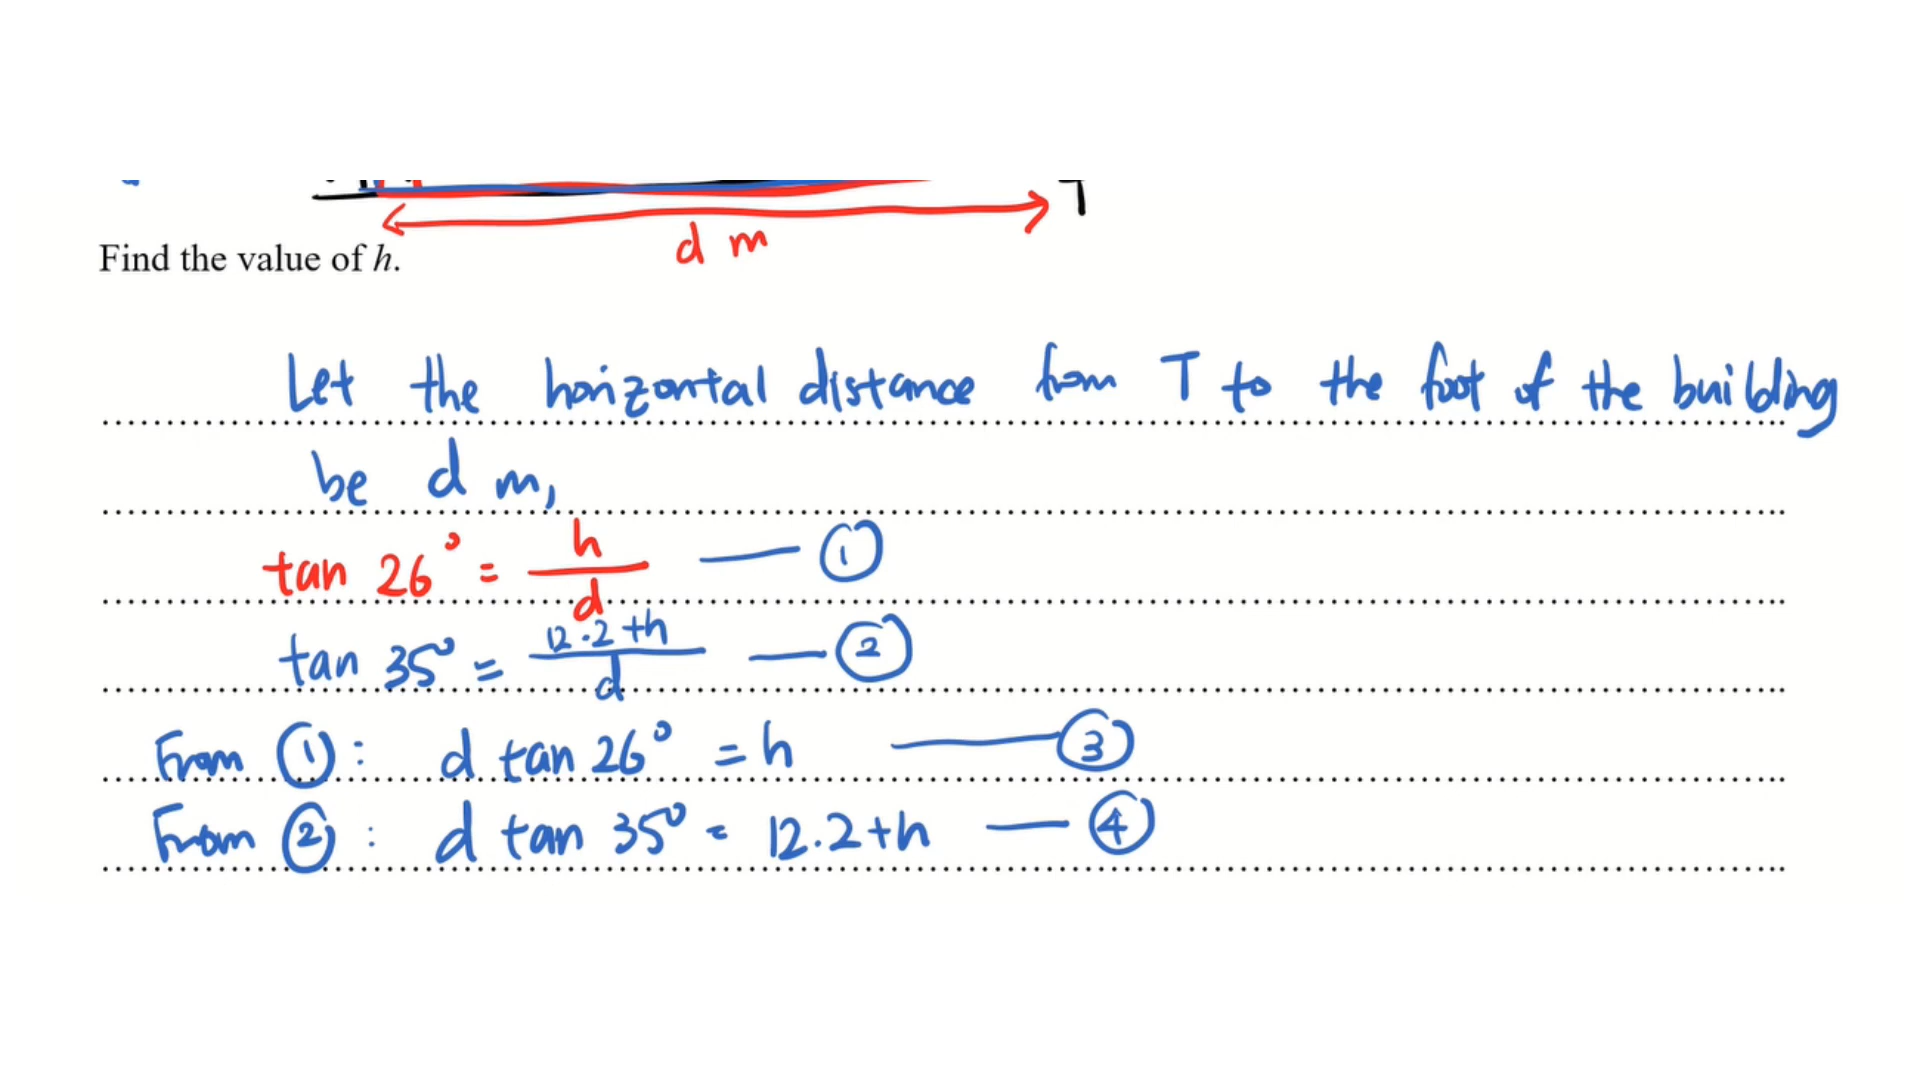 T
d m
Find the value of h.
Let the horizontal distance from T to the foot of the building
be d m,
tan 26° = h/d — ①
tan 35° = 12.2+h/d — ②
From ① : d tan 26° = h — ③
From ② : d tan 35° = 12.2+h — ④